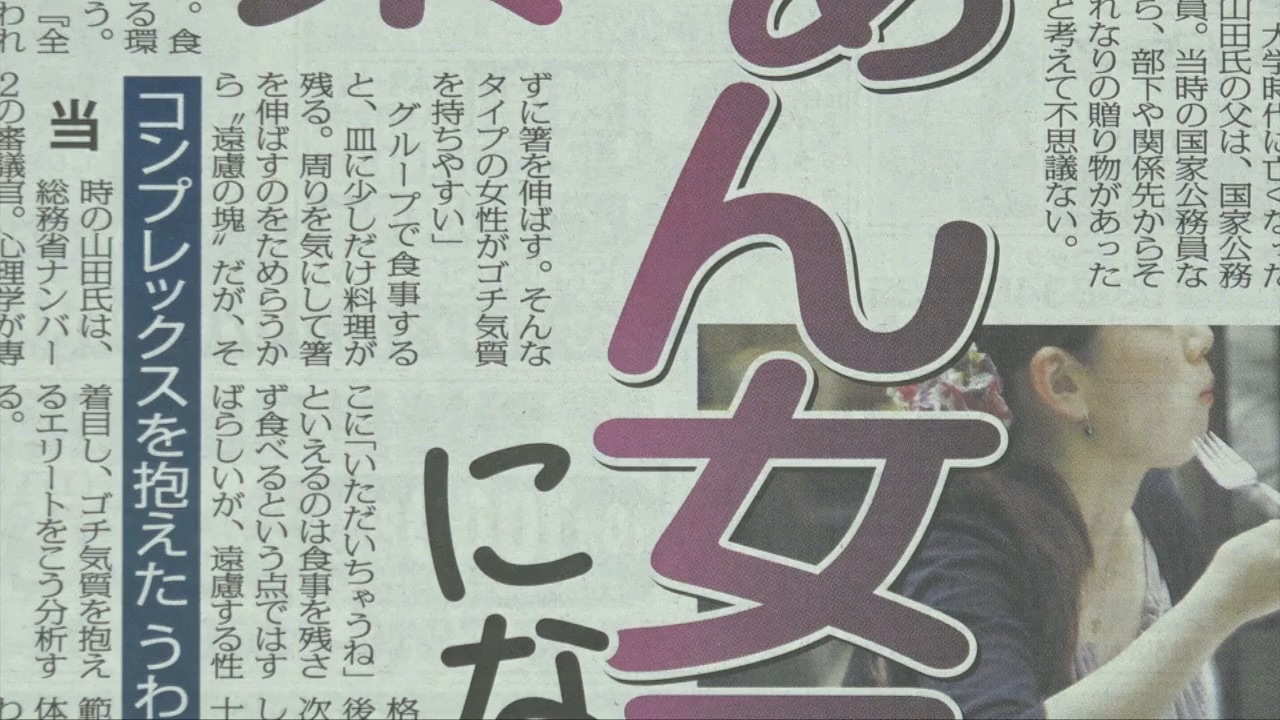 大学時代に亡くなった
山田氏の父は、国家公務
員。当時の国家公務員な
ら、部下や関係先からそ
れなりの贈り物があった
と考えて不思議ない。
ん女
にな
ずに箸を伸ばす。そんな
タイプの女性がゴチ気質
を持ちやすい」
グループで食事する
と、皿に少しだけ料理が
残る。周りを気にして箸
を伸ばすのをためらうか
ら〝遠慮の塊〟だが、そ
こに「いただいちゃうね」
といえるのは食事を残さ
ず食べるという点ではす
ばらしいが、遠慮する性
格
後
次
し
十
コンプレックスを抱えた うわ
当時の山田氏は、
総務省ナンバー
2の審議官。心理学が専
着目し、ゴチ気質を抱え
るエリートをこう分析す
る。
範
体
わ
。食
る環
う。
『全
われ